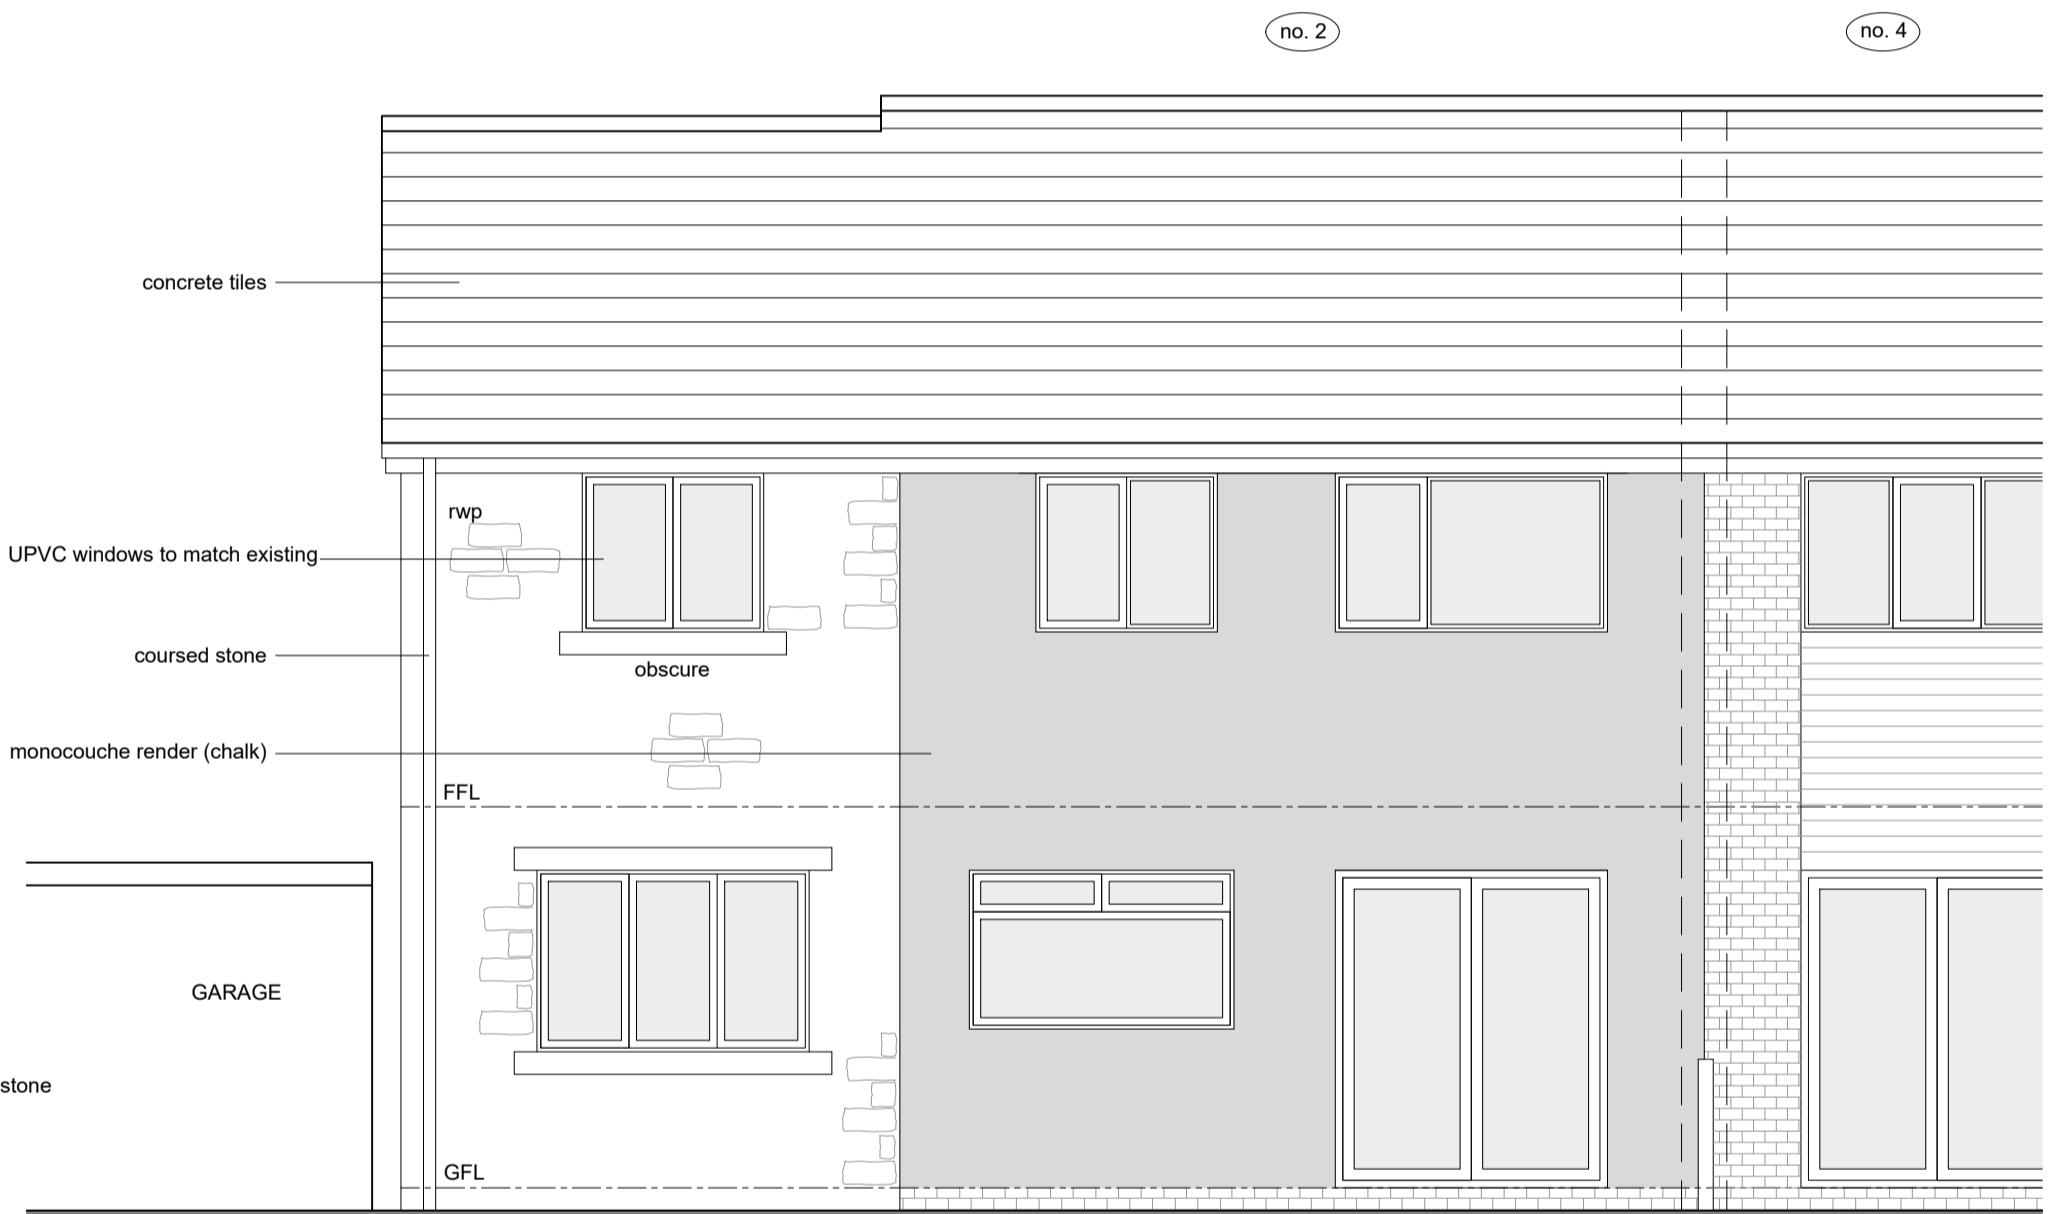 no. 2
no. 4
concrete tiles
rwp
UPVC windows to match existing
coursed stone
obscure
monocouche render (chalk)
FFL
GARAGE
stone
GFL